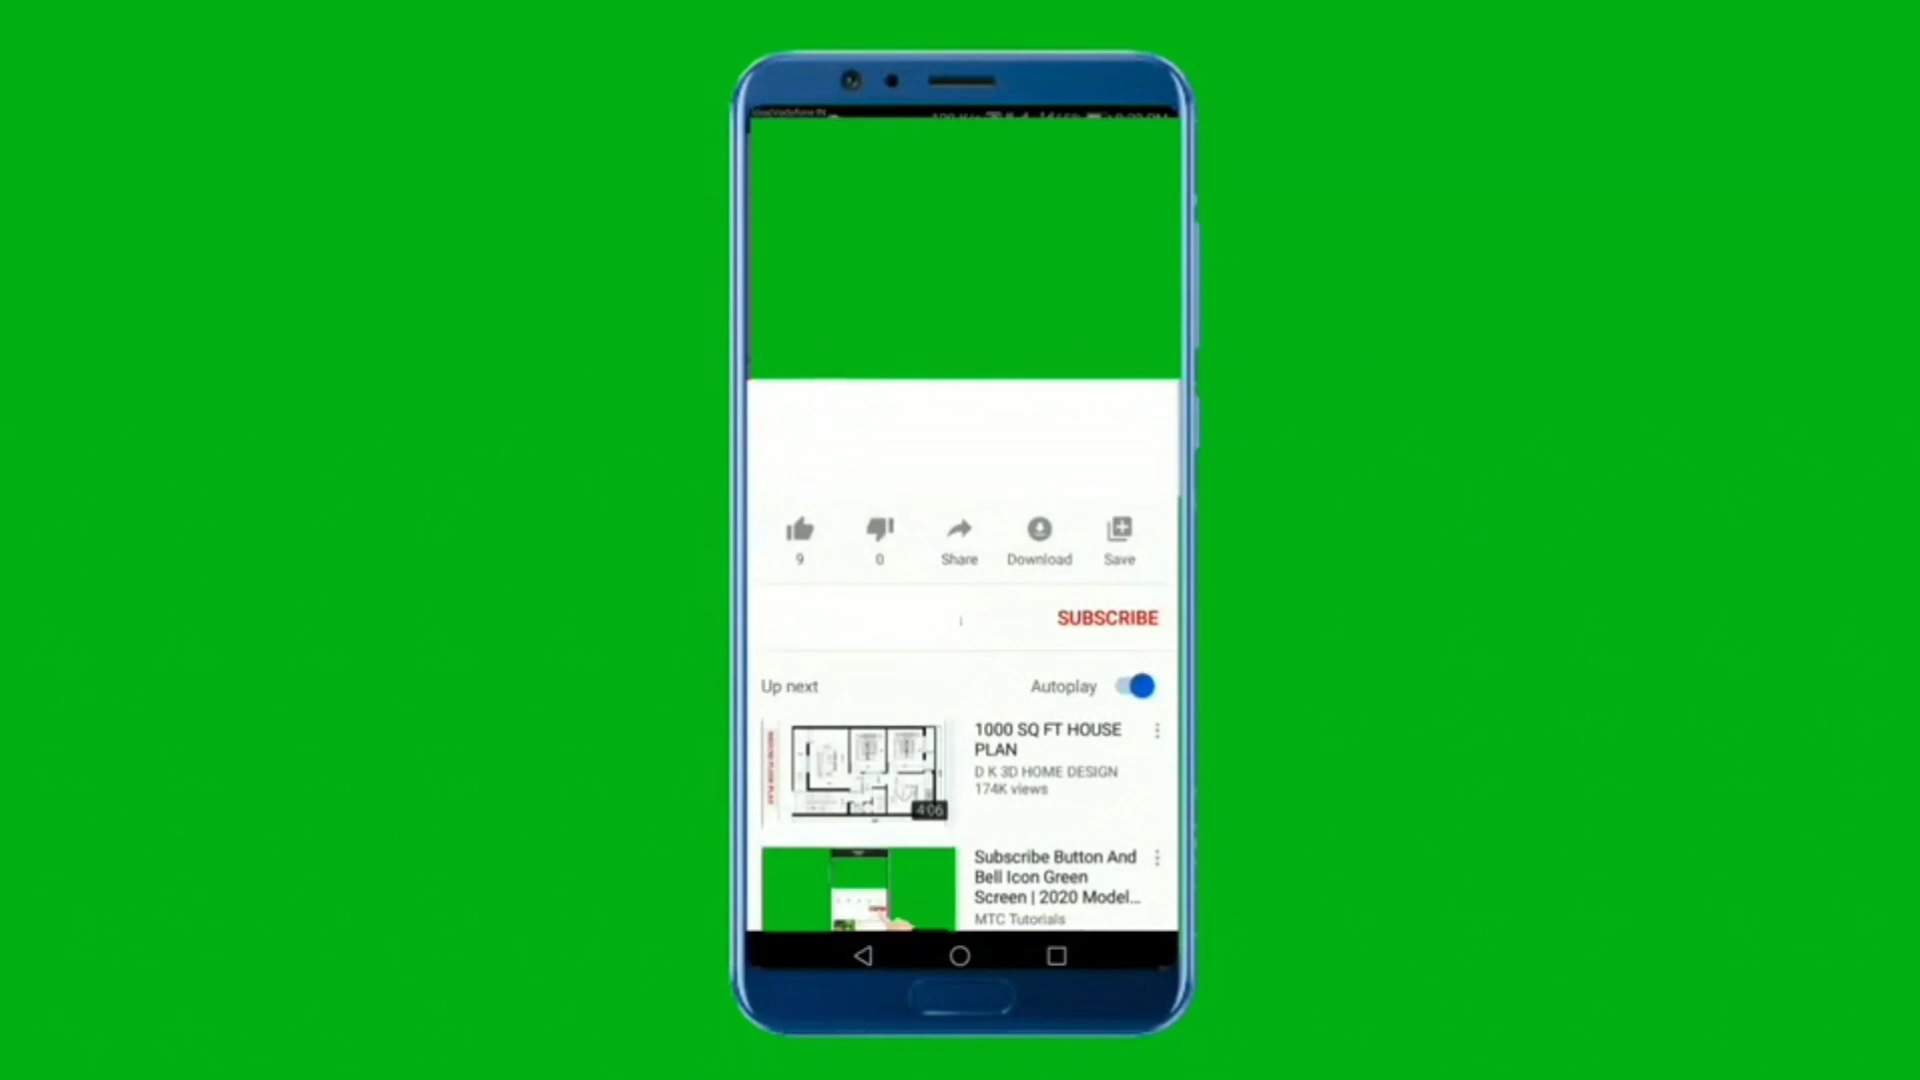 9
0
Share
Download
Save
SUBSCRIBE
Up next
Autoplay
1000 SQ FT HOUSE
PLAN
D K 3D HOME DESIGN
174K views
4:06
Subscribe Button And
Bell Icon Green
Screen | 2020 Model...
MTC Tutorials